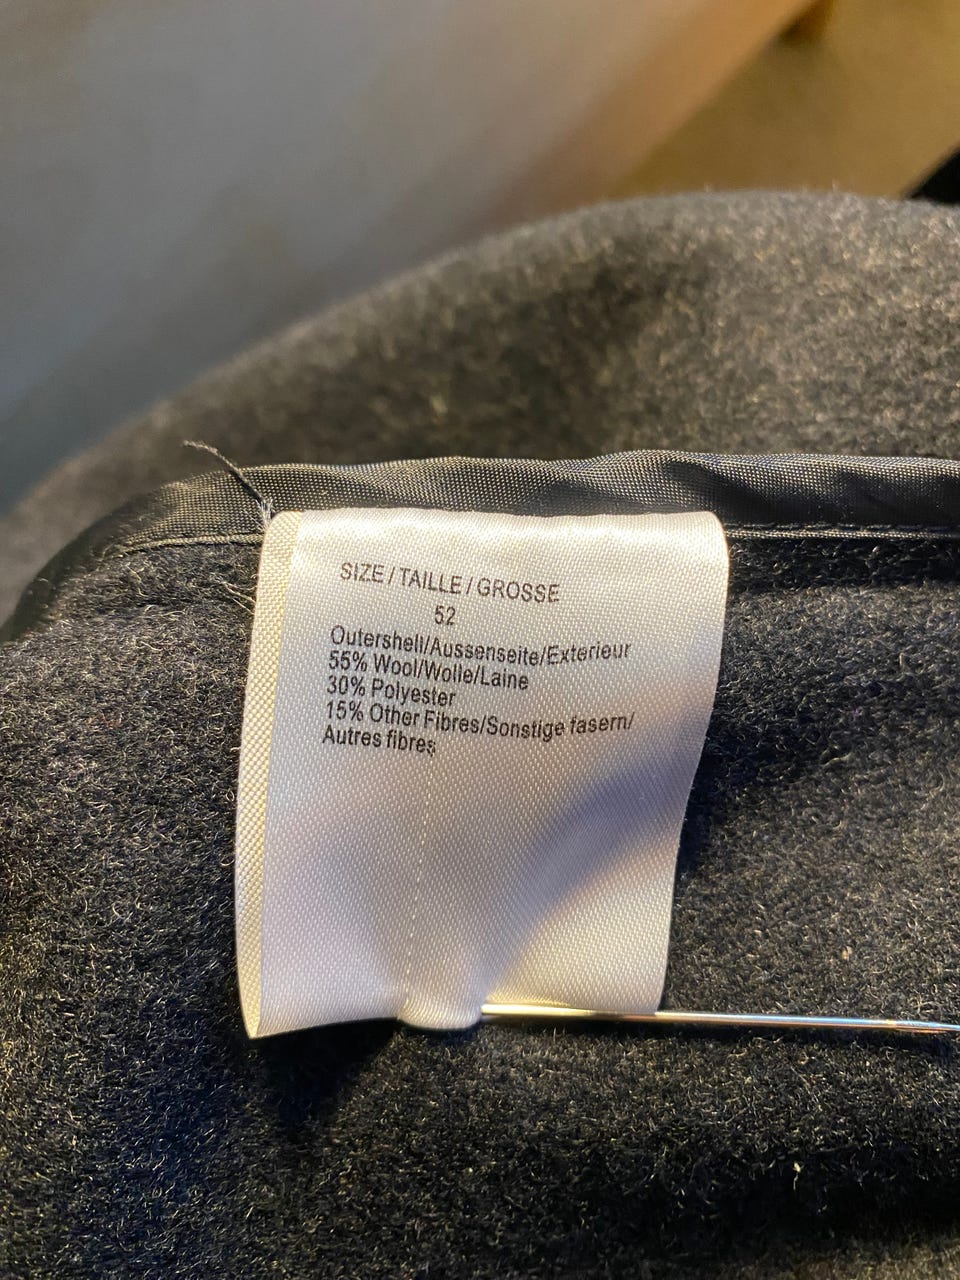 SIZE/TAILLE/GROSSE
52
Outershell/Aussenseite/Exterieur
55% Wool/Wolle/Laine
30% Polyester
15% Other Fibres/Sonstige fasern/
Autres fibres